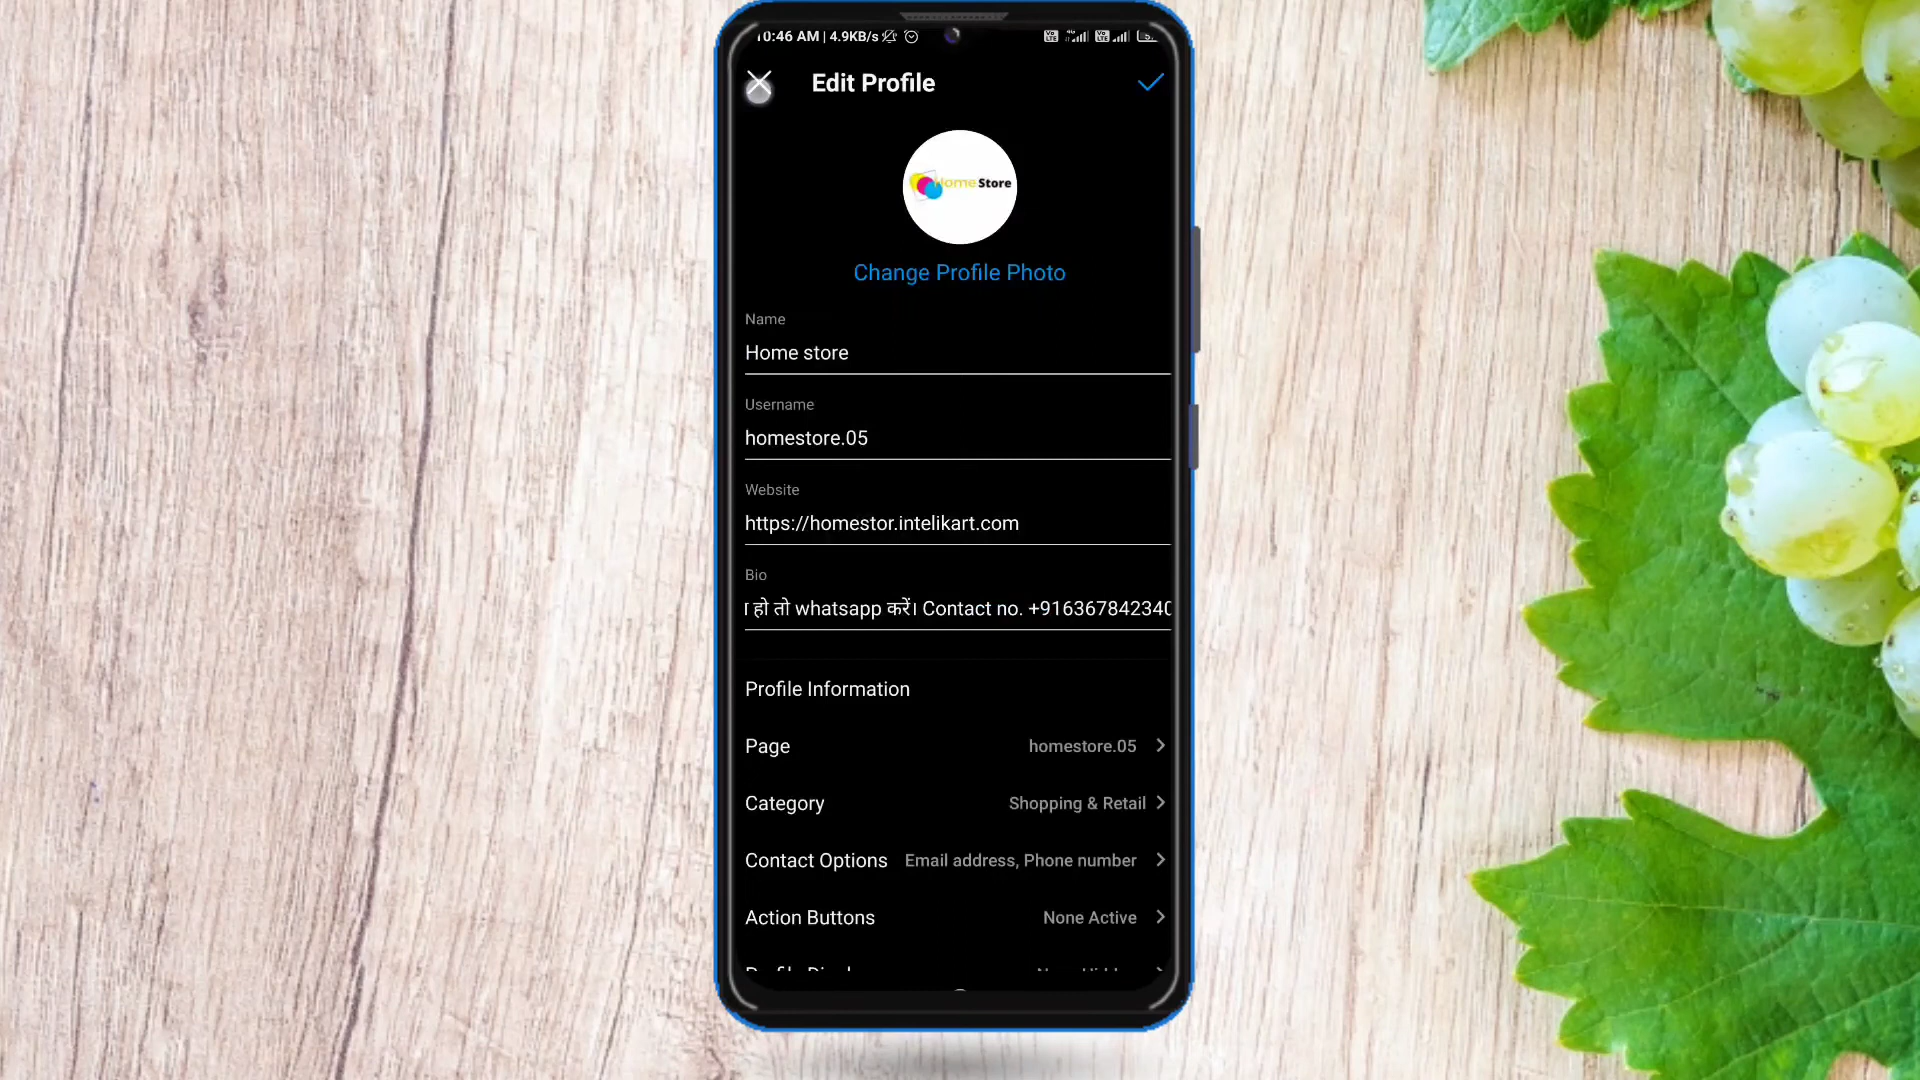 10:46 AM | 4.9KB/s
Edit Profile
Home Store
Change Profile Photo
Name
Home store
Username
homestore.05
Website
https://homestor.intelikart.com
Bio
हो तो whatsapp करें। Contact no. +916367842340
Profile Information
Page homestore.05
Category Shopping & Retail
Contact Options Email address, Phone number
Action Buttons None Active